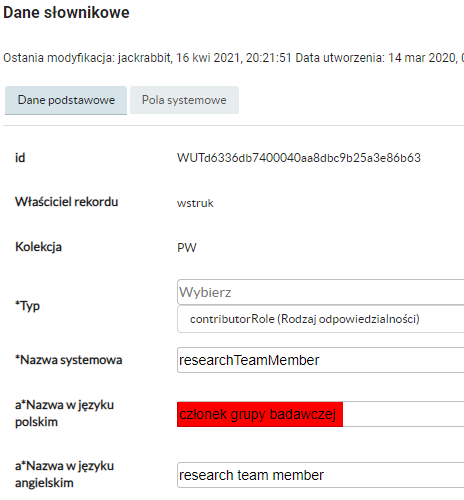 Dane słownikowe
Ostania modyfikacja: jackrabbit, 16 kwi 2021, 20:21:51 Data utworzenia: 14 mar 2020,
Dane podstawowe Pola systemowe
id WUTd6336db7400040aa8dbc9b25a3e86b63
Właściciel rekordu wstruk
Kolekcja PW
Wybierz
*Typ
contributorRole (Rodzaj odpowiedzialności)
*Nazwa systemowa researchTeamMember
a*Nazwa w języku
polskim
członek grupy badawczej
a*Nazwa w języku
angielskim
research team member